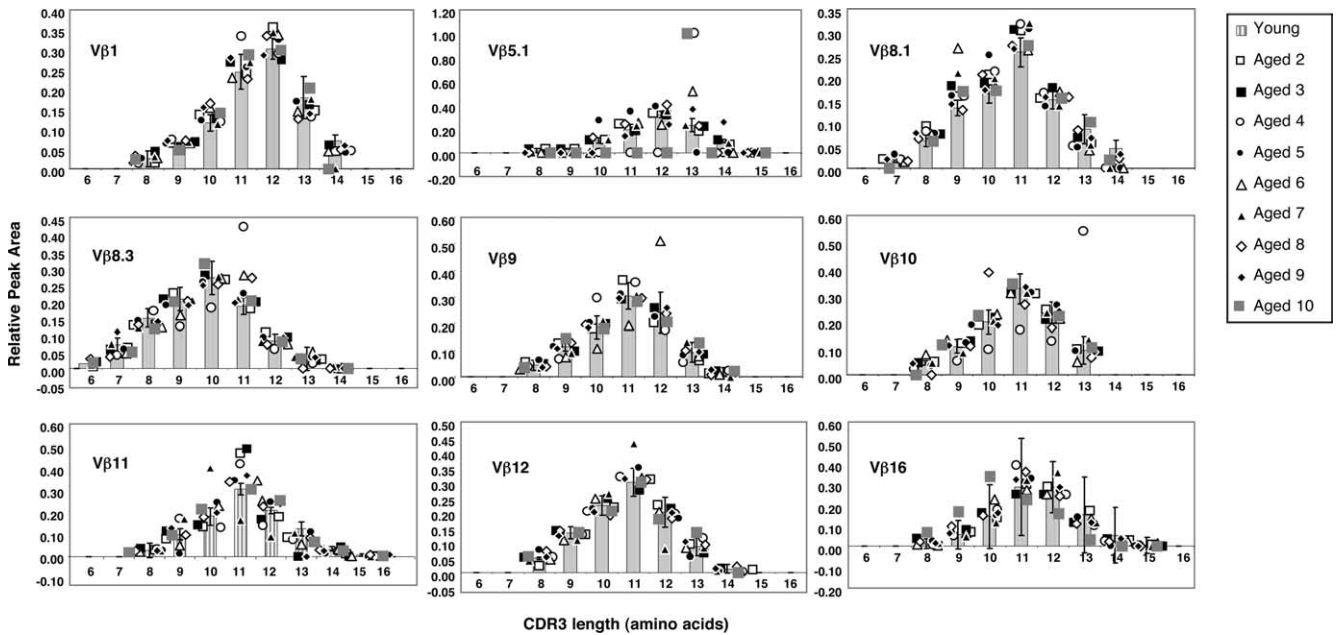 Vβ1
0.40
0.35
0.30
0.25
0.20
0.15
0.10
0.05
0.00
6 7 8 9 10 11 12 13 14 15 16
Vβ5.1
1.20
1.00
0.80
0.60
0.40
0.20
0.00
-0.20
6 7 8 9 10 11 12 13 14 15 16
Vβ8.1
0.35
0.30
0.25
0.20
0.15
0.10
0.05
0.00
6 7 8 9 10 11 12 13 14 15 16
Young
Aged 2
Aged 3
Aged 4
Aged 5
Aged 6
Aged 7
Aged 8
Aged 9
Aged 10
Relative Peak Area
Vβ8.3
0.45
0.40
0.35
0.30
0.25
0.20
0.15
0.10
0.05
0.00
-0.05
6 7 8 9 10 11 12 13 14 15 16
Vβ9
0.60
0.50
0.40
0.30
0.20
0.10
0.00
6 7 8 9 10 11 12 13 14 15 16
Vβ10
0.60
0.50
0.40
0.30
0.20
0.10
0.00
6 7 8 9 10 11 12 13 14 15 16
Vβ11
0.60
0.50
0.40
0.30
0.20
0.10
0.00
-0.10
6 7 8 9 10 11 12 13 14 15 16
Vβ12
0.50
0.45
0.40
0.35
0.30
0.25
0.20
0.15
0.10
0.05
0.00
-0.05
6 7 8 9 10 11 12 13 14 15 16
Vβ16
0.60
0.50
0.40
0.30
0.20
0.10
0.00
-0.10
-0.20
6 7 8 9 10 11 12 13 14 15 16
CDR3 length (amino acids)